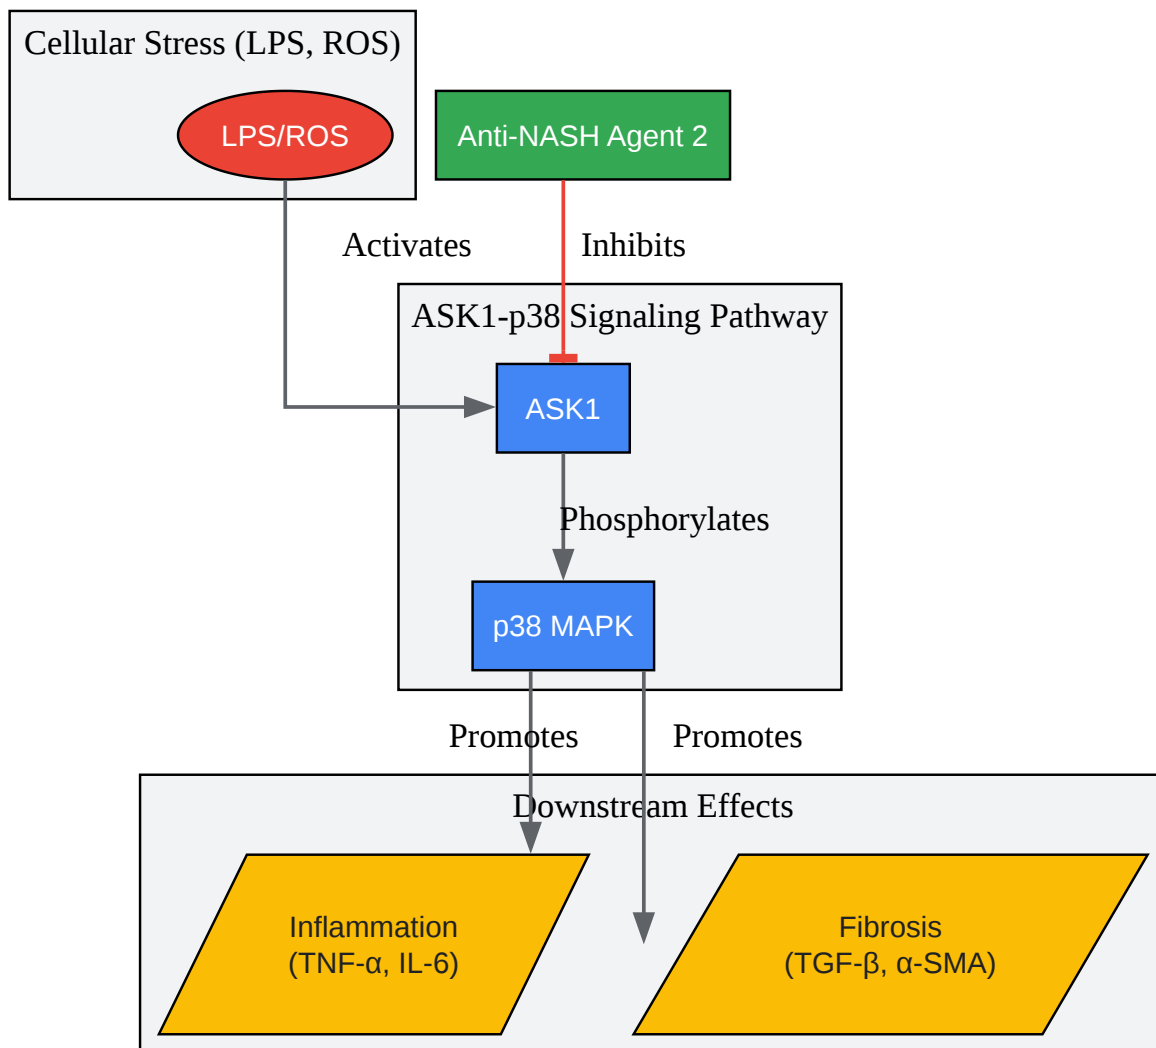 Cellular Stress (LPS, ROS)
LPS/ROS
Anti-NASH Agent 2
Activates
Inhibits
ASK1-p38 Signaling Pathway
ASK1
Phosphorylates
p38 MAPK
Promotes
Promotes
Downstream Effects
Inflammation
(TNF-α, IL-6)
Fibrosis
(TGF-β, α-SMA)